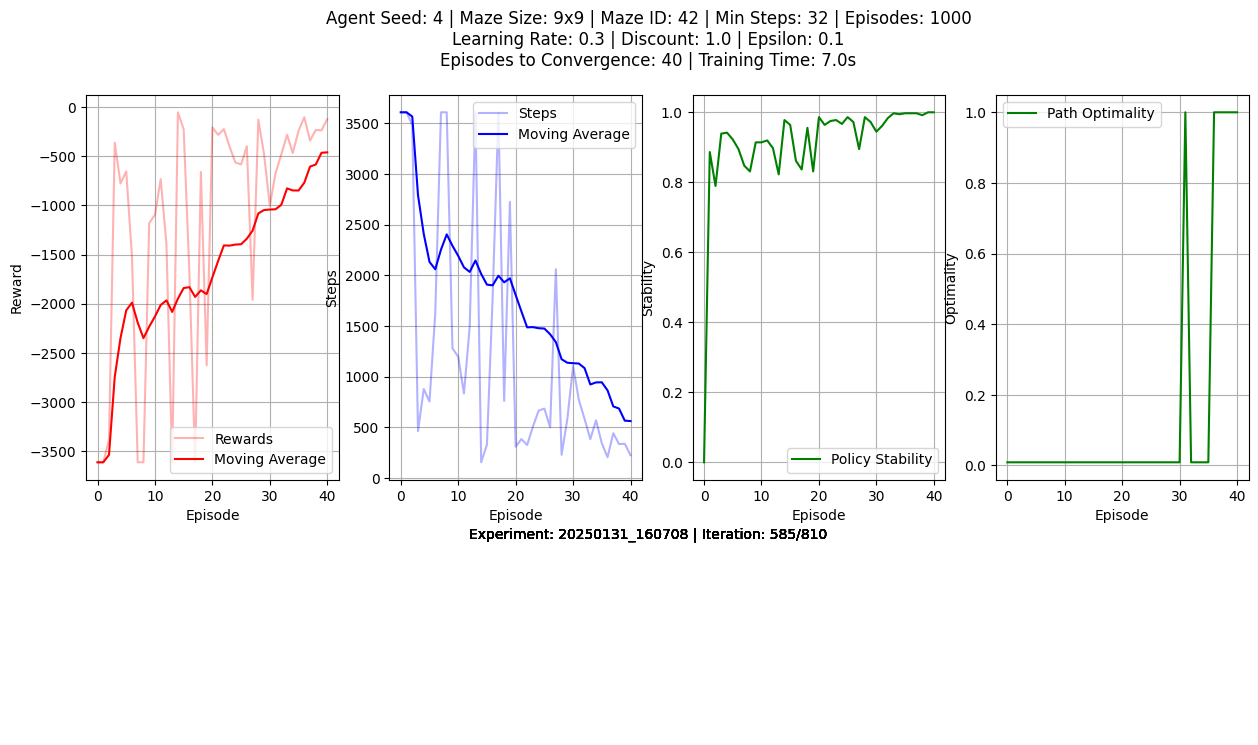 Agent Seed: 4 | Maze Size: 9x9 | Maze ID: 42 | Min Steps: 32 | Episodes: 1000
Learning Rate: 0.3 | Discount: 1.0 | Epsilon: 0.1
Episodes to Convergence: 40 | Training Time: 7.0s
Reward
0
−500
−1000
−1500
−2000
−2500
−3000
−3500
Rewards
Moving Average
0
10
20
30
40
Episode
Steps
3500
3000
2500
2000
1500
1000
500
0
Steps
Moving Average
0
10
20
30
40
Episode
Stability
1.0
0.8
0.6
0.4
0.2
0.0
Policy Stability
0
10
20
30
40
Episode
Optimality
1.0
0.8
0.6
0.4
0.2
0.0
Path Optimality
0
10
20
30
40
Episode
Experiment: 20250131_160708 | Iteration: 585/810